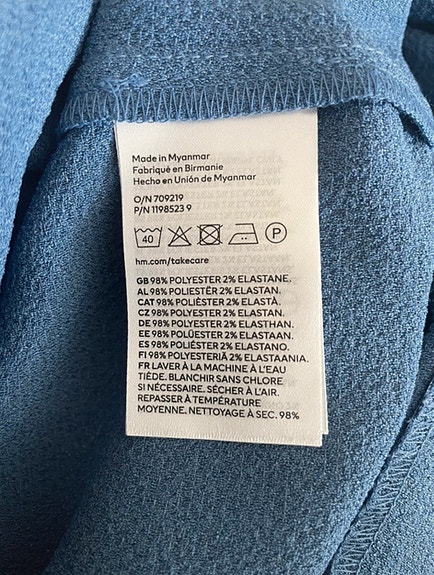 Made in Myanmar
Fabriqué en Birmanie
Hecho en Unión de Myanmar
O/N 709219
P/N 1198523 9
40 P
hm.com/takecare
GB 98% POLYESTER 2% ELASTANE.
AL 98% POLIESTËR 2% ELASTAN.
CAT 98% POLIÈSTER 2% ELASTÀ.
CZ 98% POLYESTER 2% ELASTAN.
DE 98% POLYESTER 2% ELASTHAN.
EE 98% POLÜESTER 2% ELASTAAN.
ES 98% POLIÉSTER 2% ELASTANO.
FI 98% POLYESTERIÄ 2% ELASTAANIA.
FR LAVER À LA MACHINE À L'EAU
TIÈDE. BLANCHIR SANS CHLORE
SI NÉCESSAIRE. SÉCHER À L'AIR.
REPASSER À TEMPÉRATURE
MOYENNE. NETTOYAGE À SEC. 98%